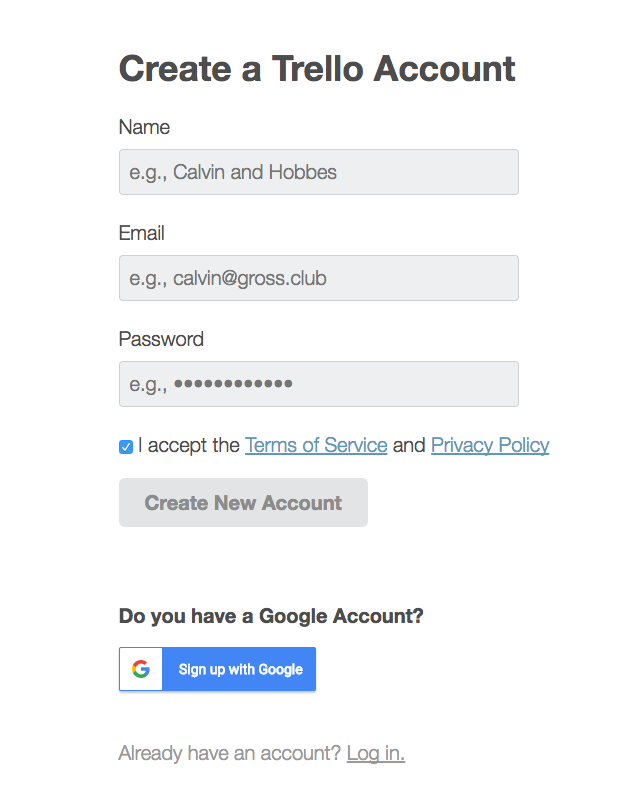 Create a Trello Account
Name
e.g., Calvin and Hobbes
Email
e.g., calvin@gross.club
Password
e.g., ••••••••••••
I accept the Terms of Service and Privacy Policy
Create New Account
Do you have a Google Account?
G Sign up with Google
Already have an account? Log in.